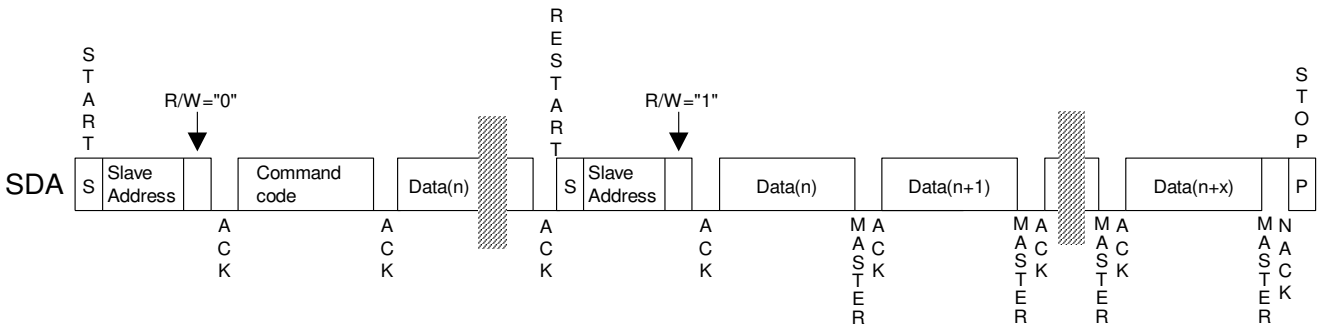 START
RESTART
STOP
R/W="0"
R/W="1"
SDA
S
Slave
Address
Command
code
Data(n)
S
Slave
Address
Data(n)
Data(n+1)
Data(n+x)
P
ACK
ACK
ACK
ACK
MASTER
ACK
MASTER
ACK
MASTER
ACK
MASTER
NACK